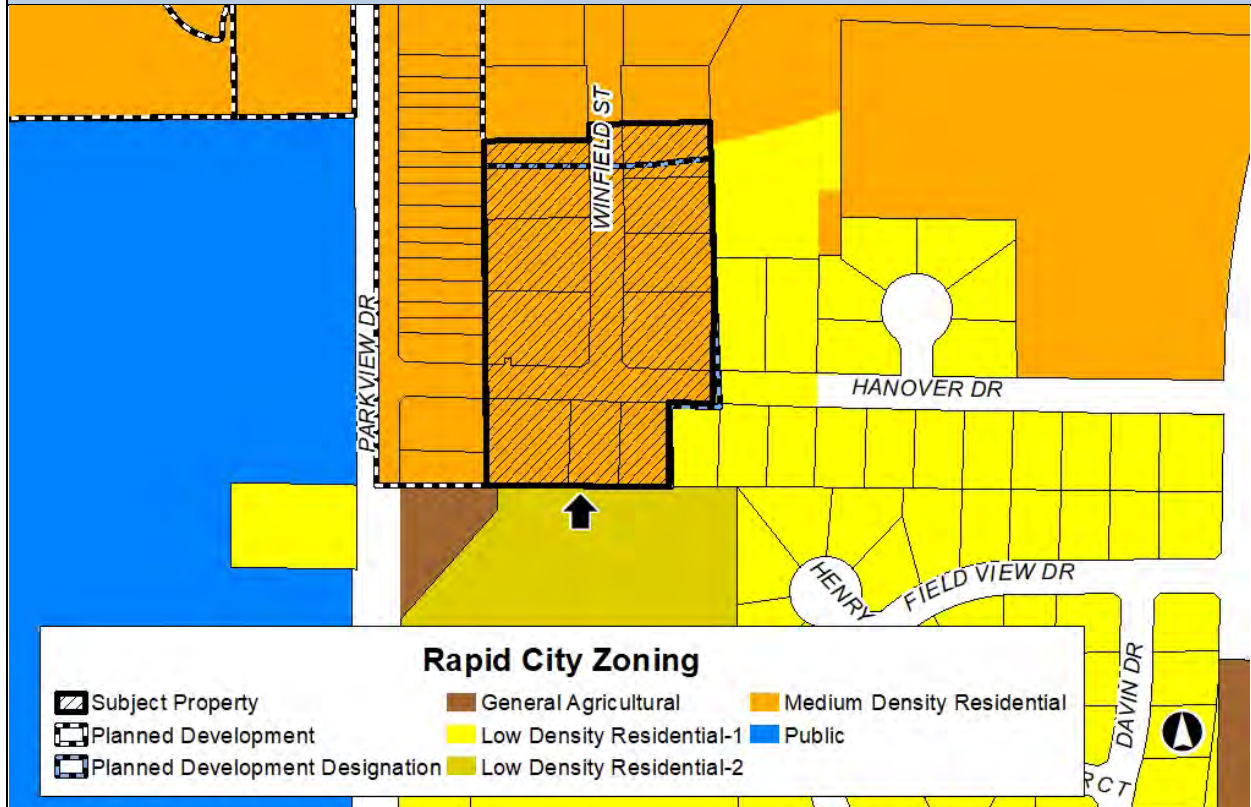 WINFIELD ST
PARKVIEW DR
HANOVER DR
HENRY
FIELD VIEW DR
DAVIN DR
RCT
Rapid City Zoning
Subject Property
Planned Development
Planned Development Designation
General Agricultural
Low Density Residential-1
Low Density Residential-2
Medium Density Residential
Public